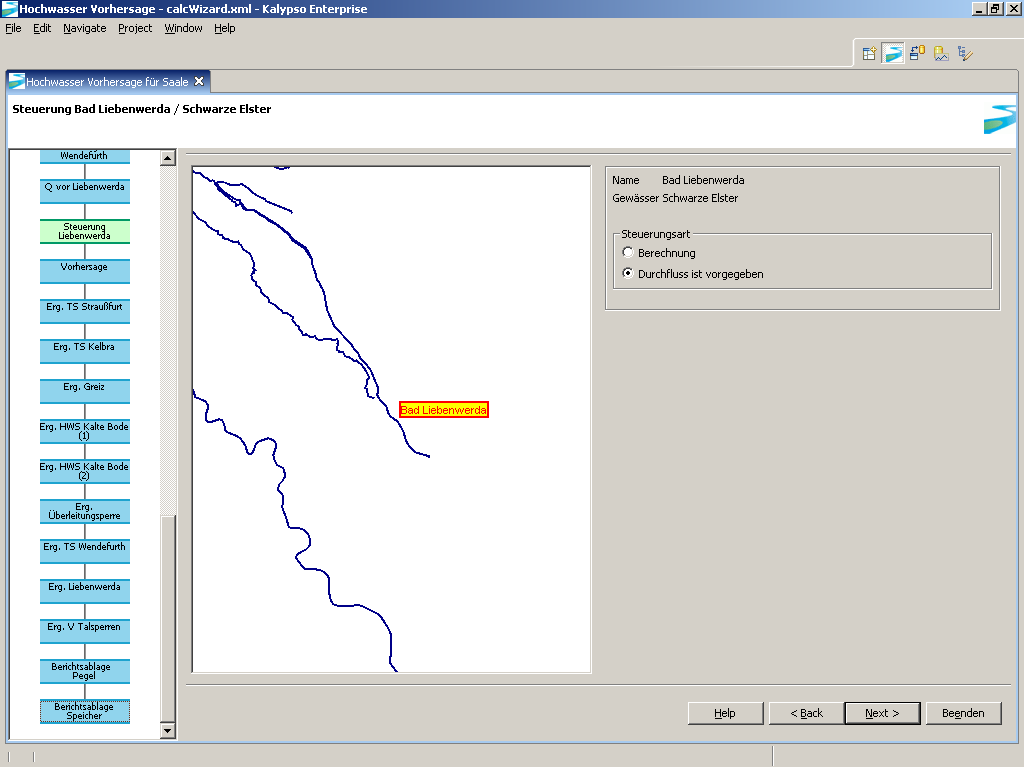 Hochwasser Vorhersage - calcWizard.xml - Kalypso Enterprise
File Edit Navigate Project Window Help
Hochwasser Vorhersage für Saale
Steuerung Bad Liebenwerda / Schwarze Elster
Wendefürth
Q vor Liebenwerda
Steuerung
Liebenwerda
Vorhersage
Erg. TS Straußfurt
Erg. TS Kelbra
Erg. Greiz
Erg. HWS Kalte Bode
(1)
Erg. HWS Kalte Bode
(2)
Erg.
Überleitungsperre
Erg. TS Wendefurth
Erg. Liebenwerda
Erg. V Talsperren
Berichtsablage
Pegel
Berichtsablage
Speicher
Bad Liebenwerda
Name Bad Liebenwerda
Gewässer Schwarze Elster
Steuerungsart
Berechnung
Durchfluss ist vorgegeben
Help < Back Next > Beenden